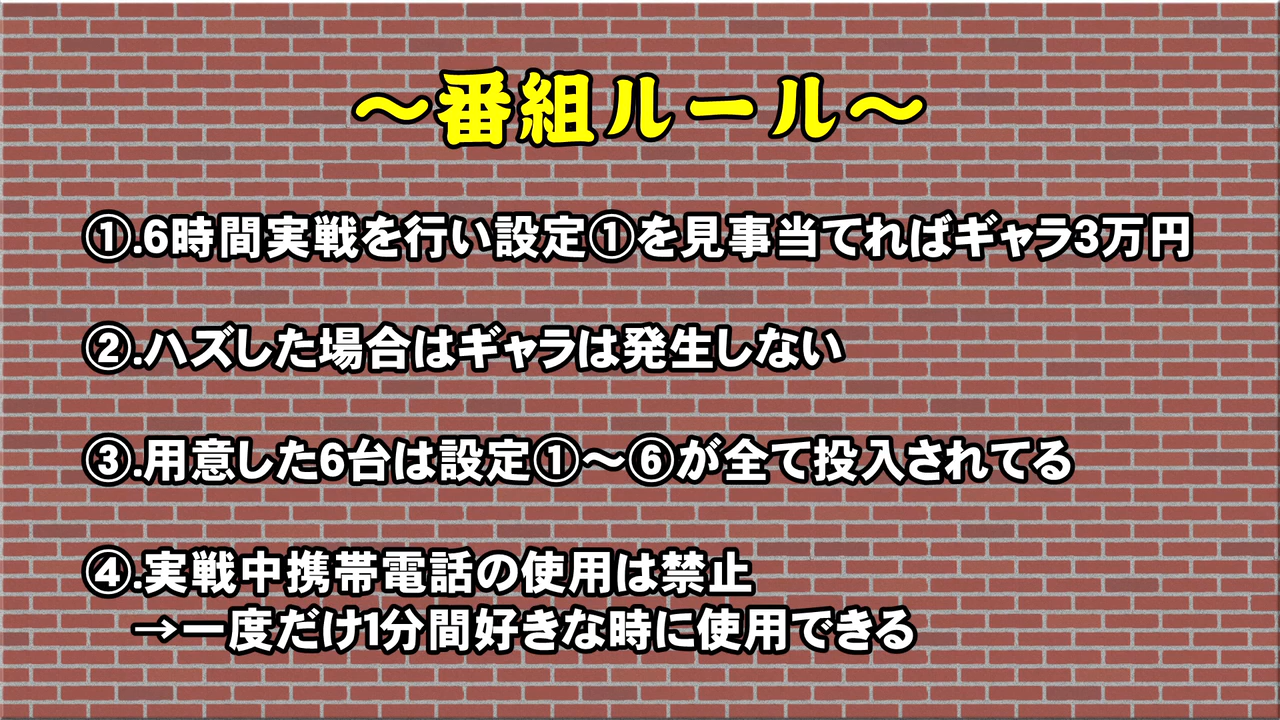 ～番組ルール～
①.6時間実戦を行い設定①を見事当てればギャラ3万円
②.ハズした場合はギャラは発生しない
③.用意した6台は設定①～⑥が全て投入されてる
④.実戦中携帯電話の使用は禁止
→一度だけ1分間好きな時に使用できる